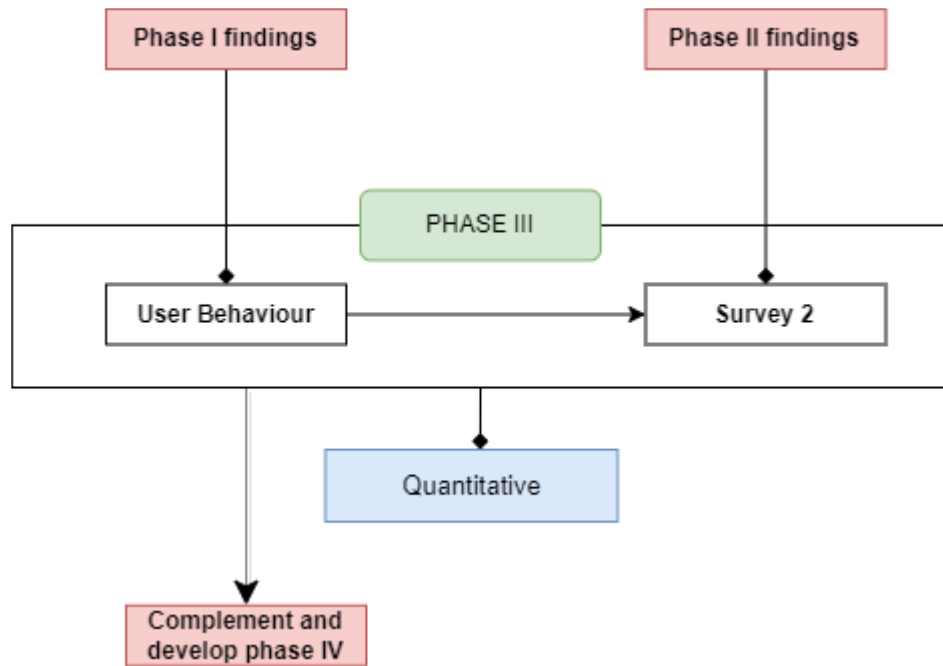 Phase I findings
Phase II findings
PHASE III
User Behaviour
Survey 2
Quantitative
Complement and
develop phase IV